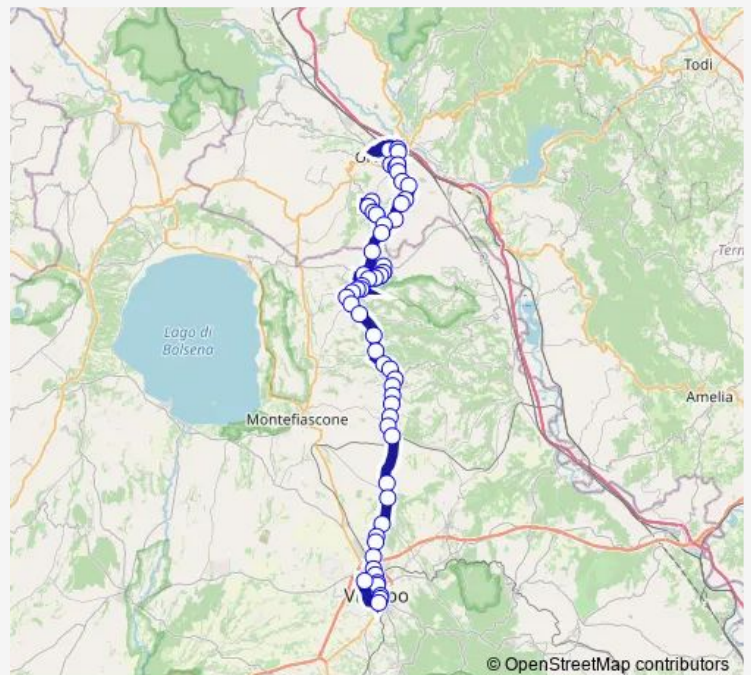 Todi
Lago di
Bolsena
Amelia
Montefiascone
© OpenStreetMap contributors